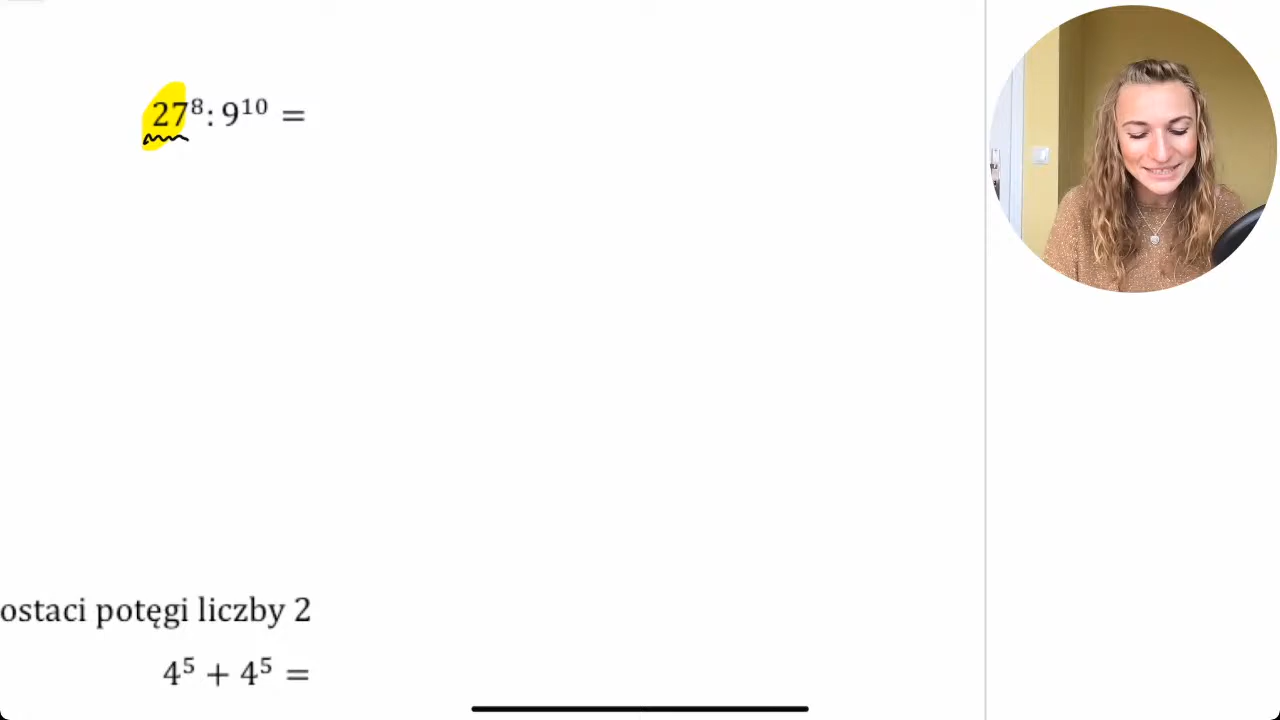 27⁸: 9¹⁰ =
ostaci potęgi liczby 2
4⁵ + 4⁵ =